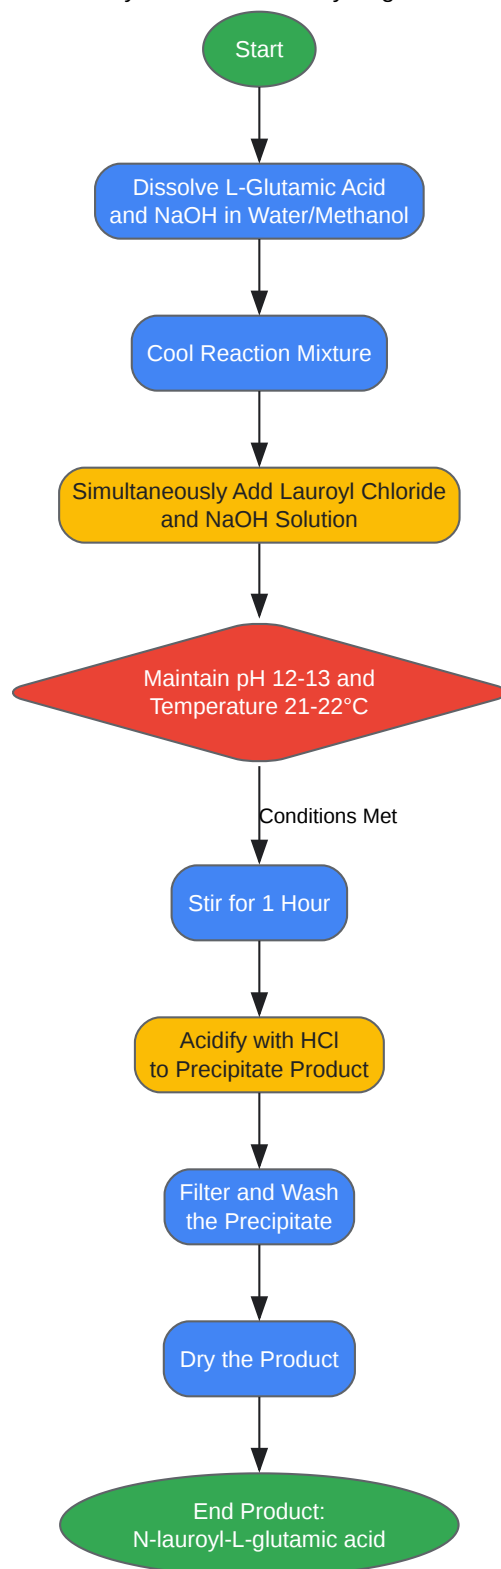 Start
Dissolve L-Glutamic Acid
and NaOH in Water/Methanol
Cool Reaction Mixture
Simultaneously Add Lauroyl Chloride
and NaOH Solution
Maintain pH 12-13 and
Temperature 21-22°C
Conditions Met
Stir for 1 Hour
Acidify with HCl
to Precipitate Product
Filter and Wash
the Precipitate
Dry the Product
End Product:
N-lauroyl-L-glutamic acid